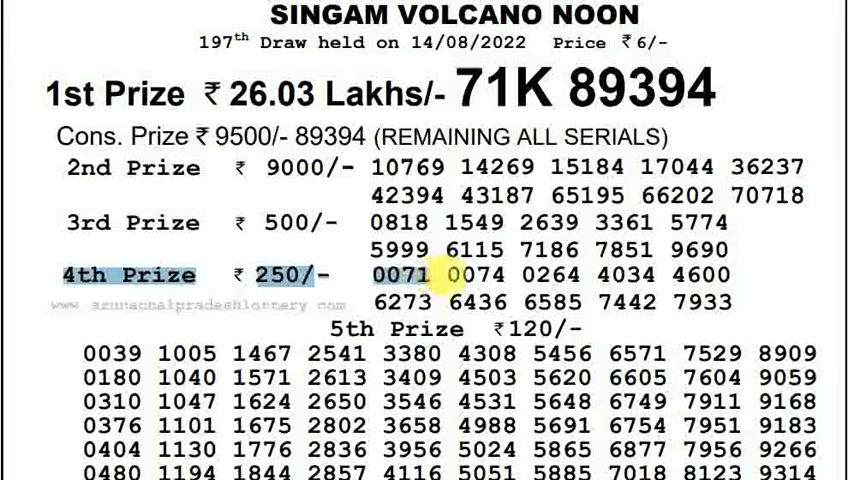 SINGAM VOLCANO NOON
197th Draw held on 14/08/2022 Price ₹6/-
1st Prize ₹ 26.03 Lakhs/- 71K 89394
Cons. Prize ₹ 9500/- 89394 (REMAINING ALL SERIALS)
2nd Prize ₹ 9000/- 10769 14269 15184 17044 36237
42394 43187 65195 66202 70718
3rd Prize ₹ 500/- 0818 1549 2639 3361 5774
5999 6115 7186 7851 9690
4th Prize ₹ 250/- 0071 0074 0264 4034 4600
www.arunachalpradeshlottery.com 6273 6436 6585 7442 7933
5th Prize ₹120/-
0039 1005 1467 2541 3380 4308 5456 6571 7529 8909
0180 1040 1571 2613 3409 4503 5620 6605 7604 9059
0310 1047 1624 2650 3546 4531 5648 6749 7911 9168
0376 1101 1675 2802 3658 4988 5691 6754 7951 9183
0404 1130 1776 2836 3956 5024 5865 6877 7956 9266
0480 1194 1844 2857 4116 5051 5885 7018 8123 9314